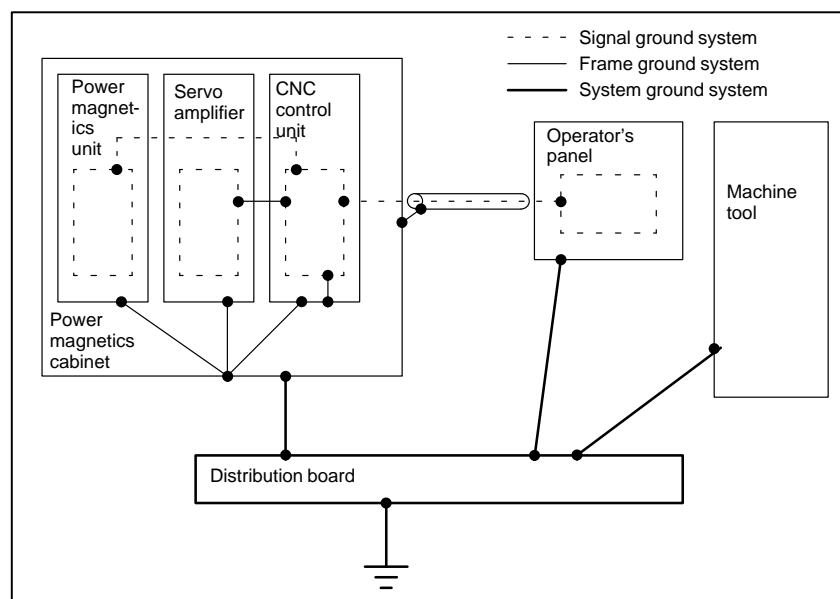 Signal ground system
Frame ground system
System ground system
Power
magnet-
ics
unit
Servo
amplifier
CNC
control
unit
Operator's
panel
Machine
tool
Power
magnetics
cabinet
Distribution board